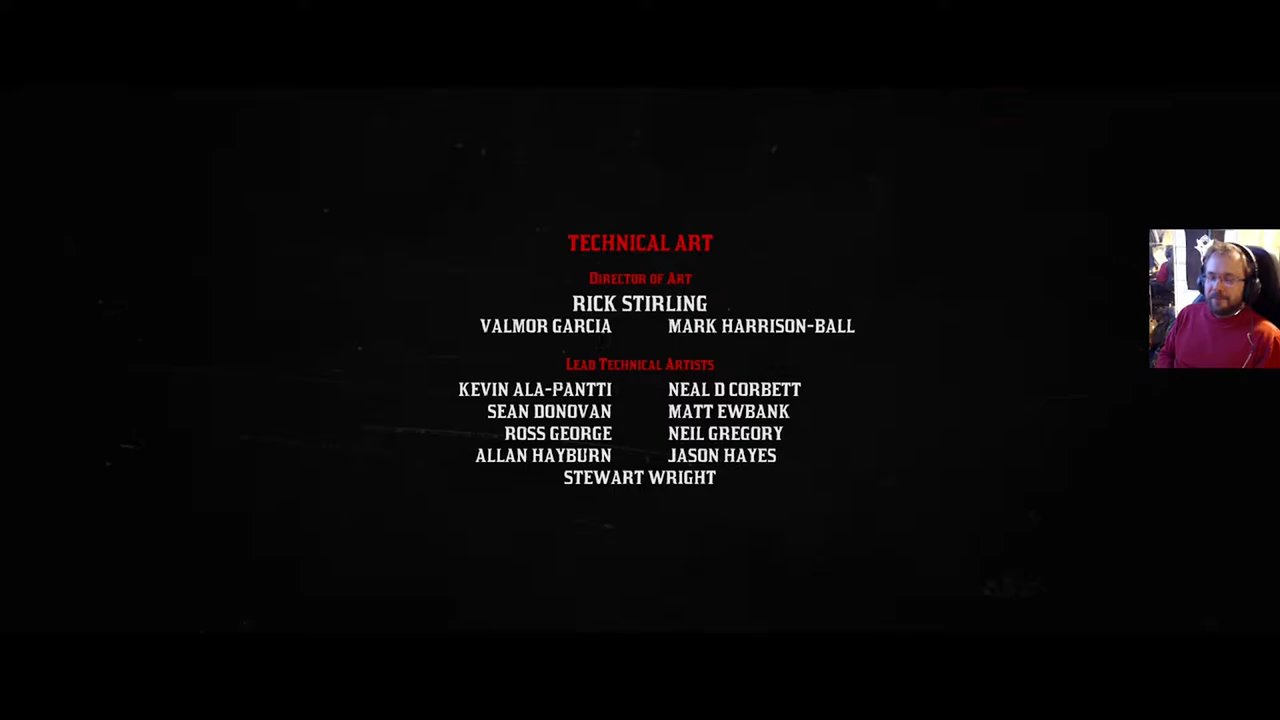 TECHNICAL ART
DIRECTOR OF ART
RICK STIRLING
VALMOR GARCIA MARK HARRISON-BALL
LEAD TECHNICAL ARTISTS
KEVIN ALA-PANTTI NEAL D CORBETT
SEAN DONOVAN MATT EWBANK
ROSS GEORGE NEIL GREGORY
ALLAN HAYBURN JASON HAYES
STEWART WRIGHT